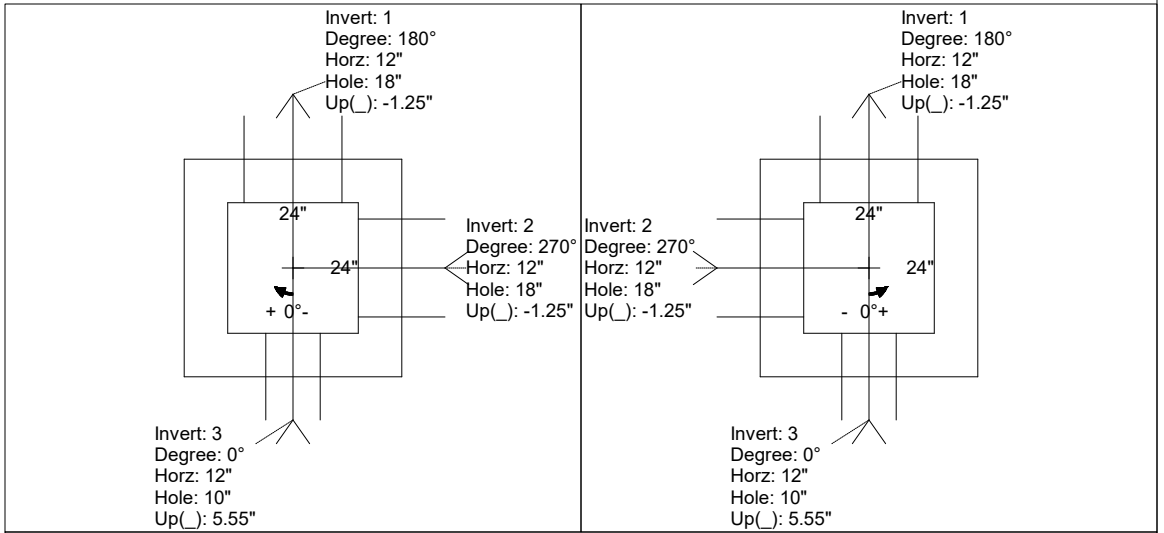 Invert: 1
Degree: 180°
Horz: 12"
Hole: 18"
Up(_): -1.25"
24"
24"
+ 0°-
Invert: 2
Degree: 270°
Horz: 12"
Hole: 18"
Up(_): -1.25"
Invert: 3
Degree: 0°
Horz: 12"
Hole: 10"
Up(_): 5.55"
Invert: 1
Degree: 180°
Horz: 12"
Hole: 18"
Up(_): -1.25"
Invert: 2
Degree: 270°
Horz: 12"
Hole: 18"
Up(_): -1.25"
24"
24"
- 0°+
Invert: 3
Degree: 0°
Horz: 12"
Hole: 10"
Up(_): 5.55"